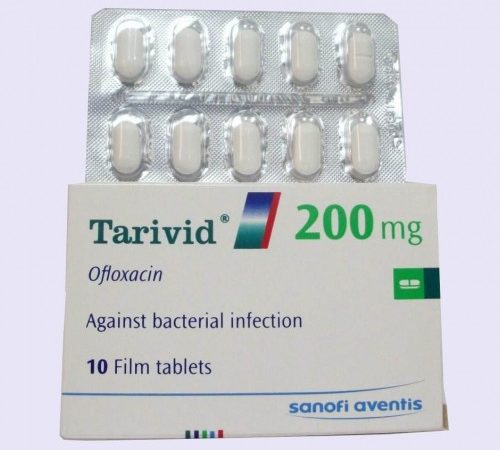 Tarivid® 200 mg
Ofloxacin
Against bacterial infection
10 Film tablets
sanofi aventis